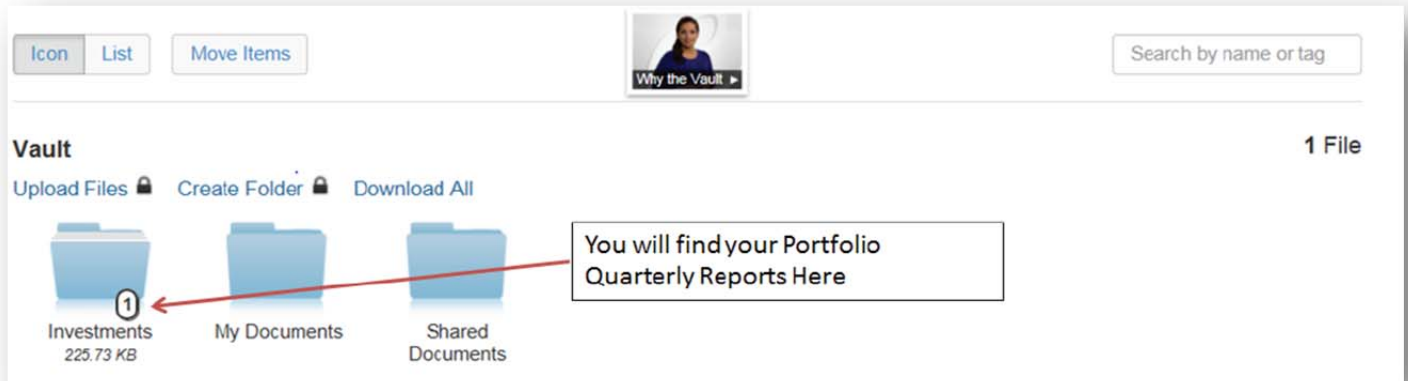 Icon List Move Items
Why the Vault ▸
Search by name or tag
Vault
1 File
Upload Files Create Folder Download All
You will find your Portfolio
Quarterly Reports Here
1
Investments
225.73 KB
My Documents
Shared
Documents